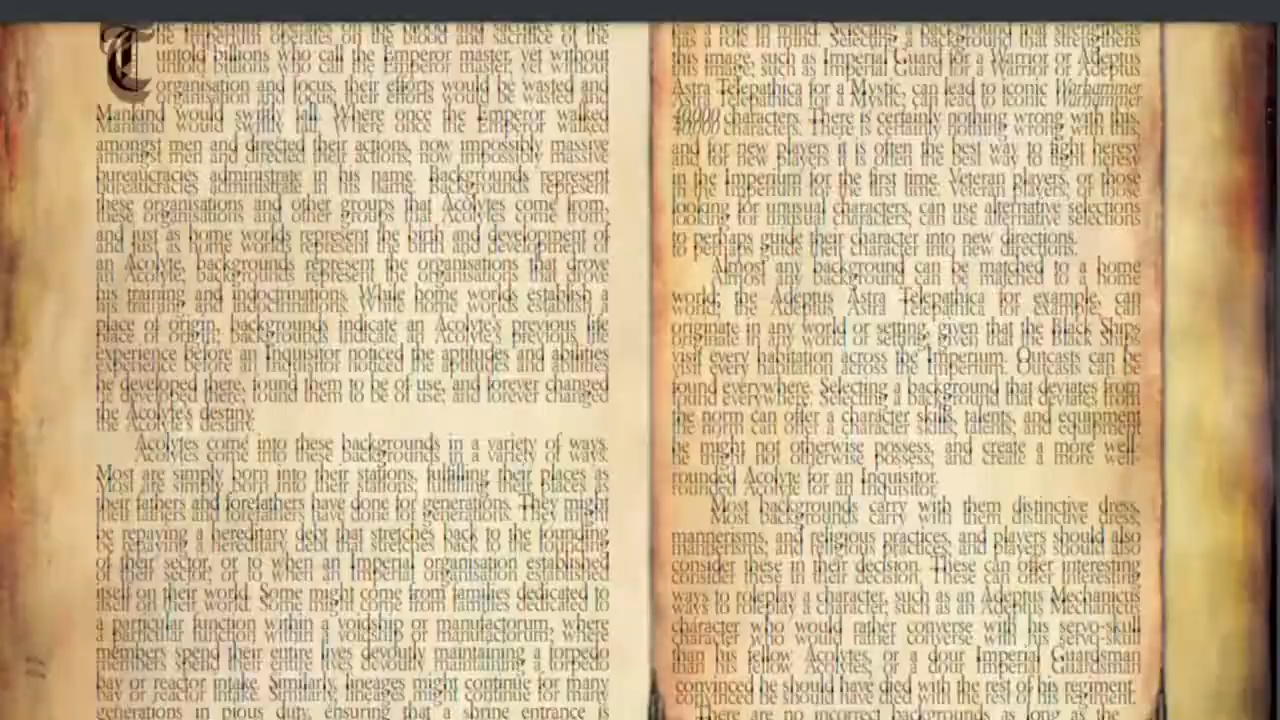 The Imperium operates on the blood and sacrifice of the
untold billions who call the Emperor master, yet without
organisation and focus, their efforts would be wasted and
Mankind would swiftly fall. Where once the Emperor walked
amongst men and directed their actions, now impossibly massive
bureaucracies administrate in his name. Backgrounds represent
these organisations and other groups that Acolytes come from,
and just as home worlds represent the birth and development of
an Acolyte, backgrounds represent the organisations that drove
his training and indoctrinations. While home worlds establish a
place of origin, backgrounds indicate an Acolyte's previous life
experience before an Inquisitor noticed the aptitudes and abilities
he developed there, found them to be of use, and forever changed
the Acolyte's destiny.
Acolytes come into these backgrounds in a variety of ways.
Most are simply born into their stations, fulfilling their places as
their fathers and forefathers have done for generations. They might
be repaying a hereditary debt that stretches back to the founding
of their sector, or to when an Imperial organisation established
itself on their world. Some might come from families dedicated to
a particular function within a voidship or manufactorum, where
members spend their entire lives devoutly maintaining a torpedo
bay or reactor intake. Similarly, lineages might continue for many
generations in pious duty, ensuring that a shrine entrance is
has a role in mind. Selecting a background that strengthens
this image, such as Imperial Guard for a Warrior or Adeptus
Astra Telepathica for a Mystic, can lead to iconic Warhammer
40,000 characters. There is certainly nothing wrong with this,
and for new players it is often the best way to fight heresy
in the Imperium for the first time. Veteran players, or those
looking for unusual characters, can use alternative selections
to perhaps guide their character into new directions.
Almost any background can be matched to a home
world; the Adeptus Astra Telepathica for example, can
originate in any world or setting, given that the Black Ships
visit every habitation across the Imperium. Outcasts can be
found everywhere. Selecting a background that deviates from
the norm can offer a character skills, talents, and equipment
he might not otherwise possess, and create a more well-
rounded Acolyte for an Inquisitor.
Most backgrounds carry with them distinctive dress,
mannerisms, and religious practices, and players should also
consider these in their decision. These can offer interesting
ways to roleplay a character, such as an Adeptus Mechanicus
character who would rather converse with his servo-skull
than his fellow Acolytes, or a dour Imperial Guardsman
convinced he should have died with the rest of his regiment.
There are no incorrect backgrounds as long as the